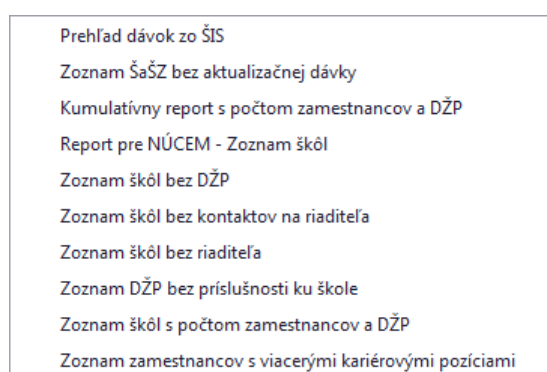 Prehľad dávok zo ŠIS
Zoznam ŠaŠZ bez aktualizačnej dávky
Kumulatívny report s počtom zamestnancov a DŽP
Report pre NÚCEM - Zoznam škôl
Zoznam škôl bez DŽP
Zoznam škôl bez kontaktov na riaditeľa
Zoznam škôl bez riaditeľa
Zoznam DŽP bez príslušnosti ku škole
Zoznam škôl s počtom zamestnancov a DŽP
Zoznam zamestnancov s viacerými kariérovými pozíciami